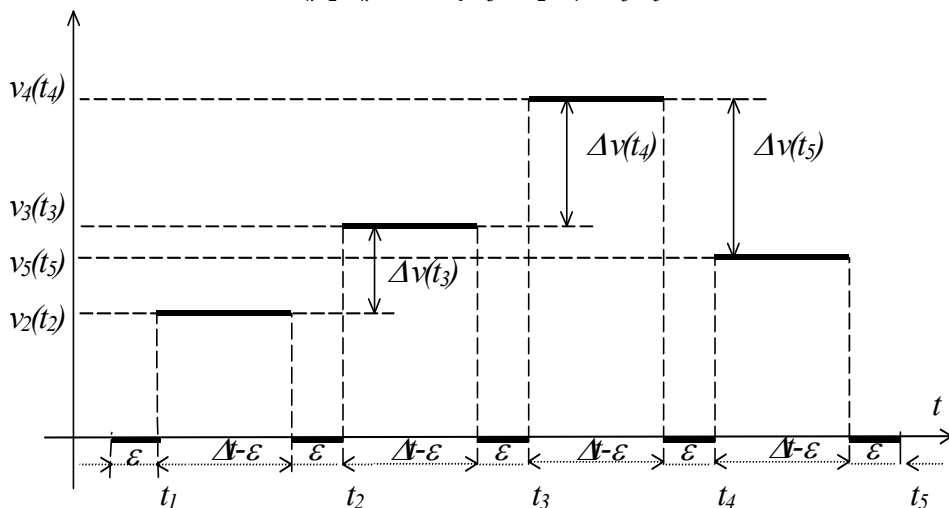 v4(t4)
Δv(t4)
Δv(t5)
v3(t3)
v5(t5)
Δv(t3)
v2(t2)
t
ε Δt-ε ε Δt-ε ε Δt-ε ε Δt-ε ε
t1 t2 t3 t4 t5